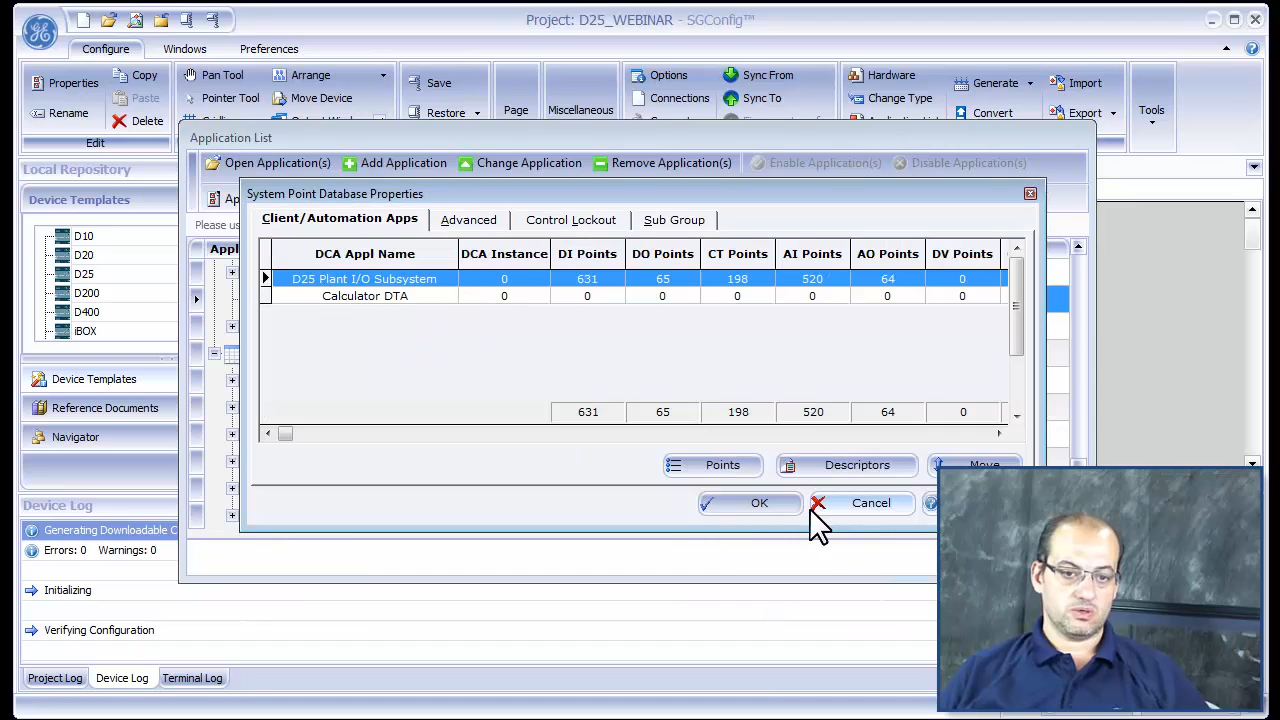 Project: D25_WEBINAR - SGConfig™
Configure Windows Preferences
Properties Copy Pan Tool Arrange Save Options Sync From Hardware Generate Import
Paste Pointer Tool Move Device Page Miscellaneous Connections Sync To Change Type Tools
Rename Delete Restore Convert Export
Edit
Application List
Local Repository
Open Application(s) Add Application Change Application Remove Application(s) Enable Application(s) Disable Application(s)
Device Templates
System Point Database Properties
Please us
Client/Automation Apps Advanced Control Lockout Sub Group
D10
D20
D25
D200
D400
iBOX
Appl
DCA Appl Name DCA Instance DI Points DO Points CT Points AI Points AO Points DV Points
D25 Plant I/O Subsystem 0 631 65 198 520 64 0
Calculator DTA 0 0 0 0 0 0 0
631 65 198 520 64 0
Device Templates
Reference Documents
Navigator
Points Descriptors Move
OK Cancel
Device Log
Generating Downloadable C
Errors: 0 Warnings: 0
Initializing
Verifying Configuration
Project Log Device Log Terminal Log